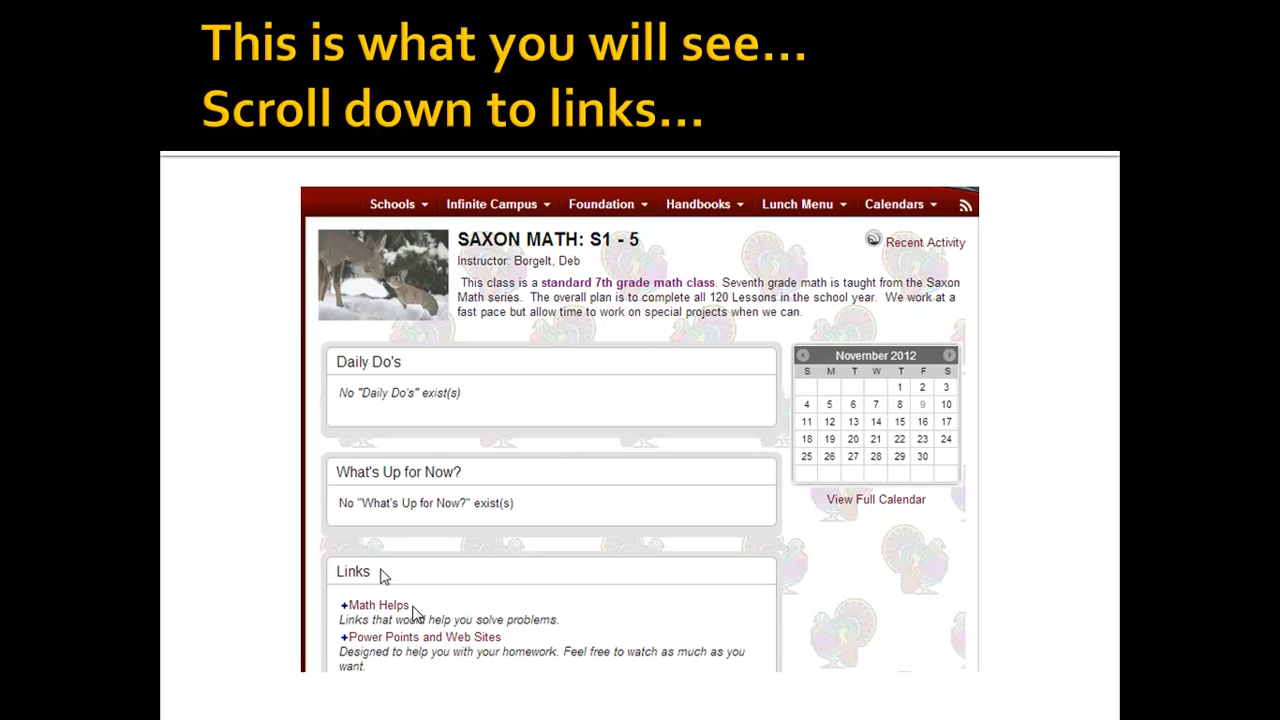 This is what you will see...
Scroll down to links...
Schools Infinite Campus Foundation Handbooks Lunch Menu Calendars
SAXON MATH: S1 - 5
Recent Activity
Instructor: Borgelt, Deb
This class is a standard 7th grade math class. Seventh grade math is taught from the Saxon
Math series. The overall plan is to complete all 120 Lessons in the school year. We work at a
fast pace but allow time to work on special projects when we can.
Daily Do's
No "Daily Do's" exist(s)
What's Up for Now?
No "What's Up for Now?" exist(s)
Links
+Math Helps
Links that would help you solve problems.
+Power Points and Web Sites
Designed to help you with your homework. Feel free to watch as much as you
want.
November 2012
S M T W T F S
1 2 3
4 5 6 7 8 9 10
11 12 13 14 15 16 17
18 19 20 21 22 23 24
25 26 27 28 29 30
View Full Calendar